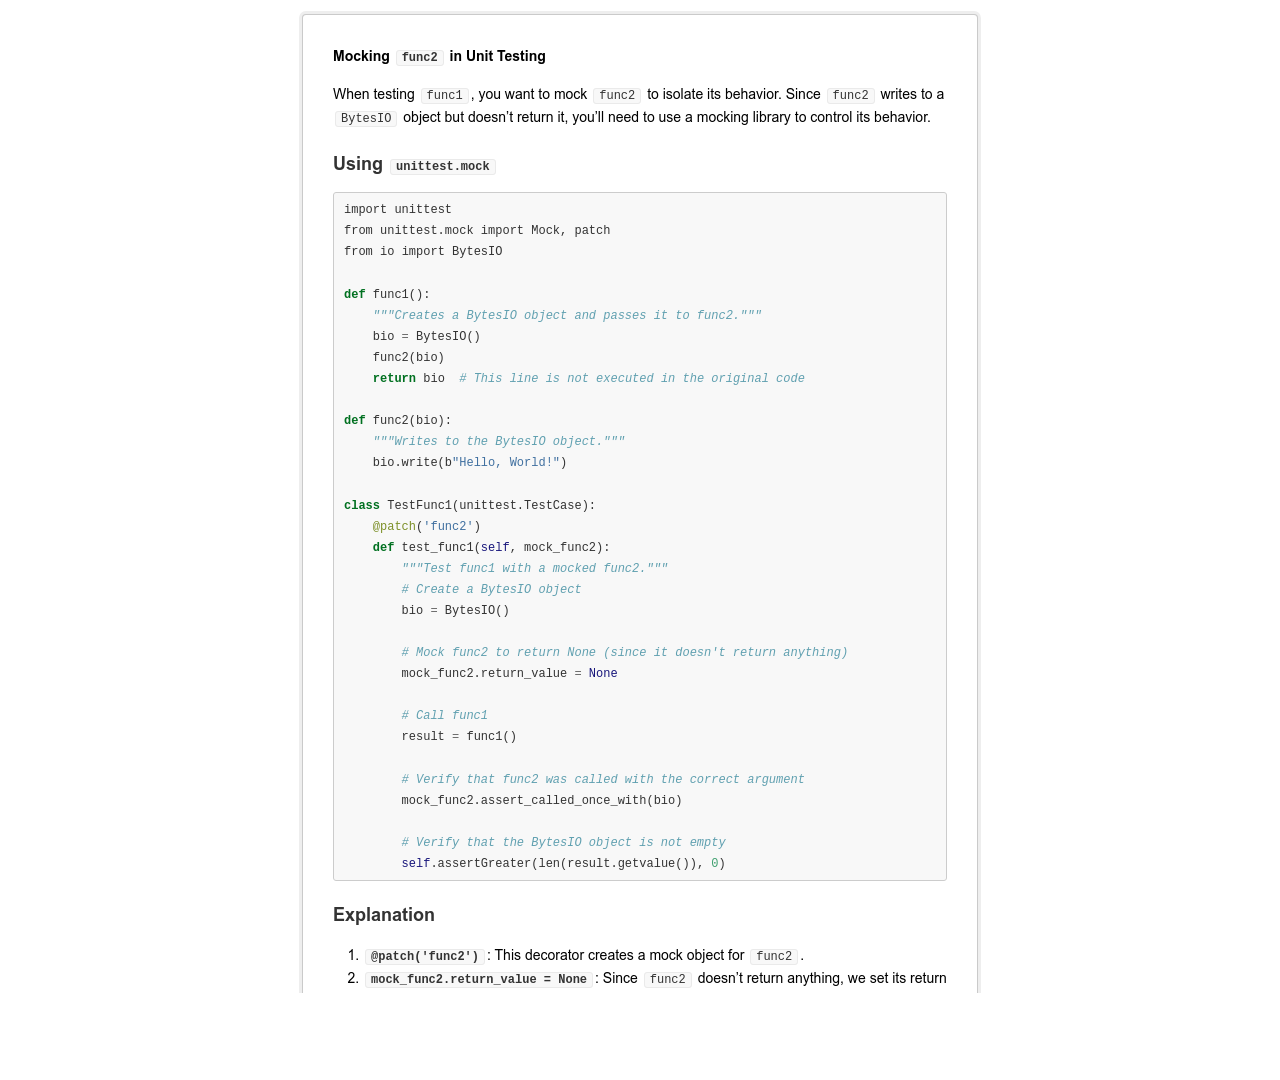 Mocking func2 in Unit Testing
When testing func1, you want to mock func2 to isolate its behavior. Since func2 writes to a
BytesIO object but doesn’t return it, you’ll need to use a mocking library to control its behavior.
Using unittest.mock
import unittest
from unittest.mock import Mock, patch
from io import BytesIO

def func1():
    """Creates a BytesIO object and passes it to func2."""
    bio = BytesIO()
    func2(bio)
    return bio  # This line is not executed in the original code

def func2(bio):
    """Writes to the BytesIO object."""
    bio.write(b"Hello, World!")

class TestFunc1(unittest.TestCase):
    @patch('func2')
    def test_func1(self, mock_func2):
        """Test func1 with a mocked func2."""
        # Create a BytesIO object
        bio = BytesIO()

        # Mock func2 to return None (since it doesn't return anything)
        mock_func2.return_value = None

        # Call func1
        result = func1()

        # Verify that func2 was called with the correct argument
        mock_func2.assert_called_once_with(bio)

        # Verify that the BytesIO object is not empty
        self.assertGreater(len(result.getvalue()), 0)
Explanation
1. @patch('func2'): This decorator creates a mock object for func2.
2. mock_func2.return_value = None: Since func2 doesn’t return anything, we set its return